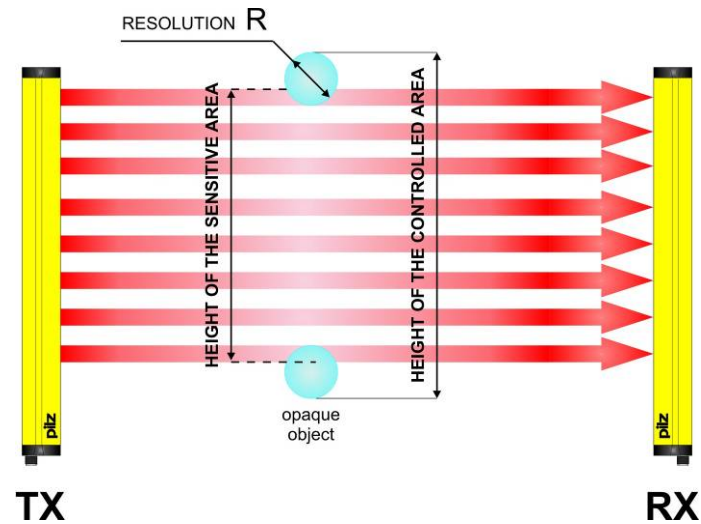 RESOLUTION R
HEIGHT OF THE SENSITIVE AREA
HEIGHT OF THE CONTROLLED AREA
opaque
object
pilz
pilz
TX
RX